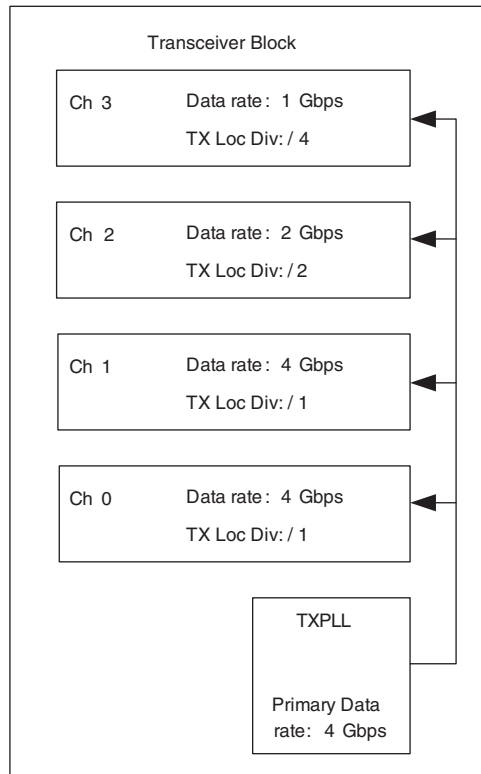 Transceiver Block
Ch 3
Data rate: 1 Gbps
TX Loc Div: / 4
Ch 2
Data rate: 2 Gbps
TX Loc Div: / 2
Ch 1
Data rate: 4 Gbps
TX Loc Div: / 1
Ch 0
Data rate: 4 Gbps
TX Loc Div: / 1
TXPLL
Primary Data
rate: 4 Gbps